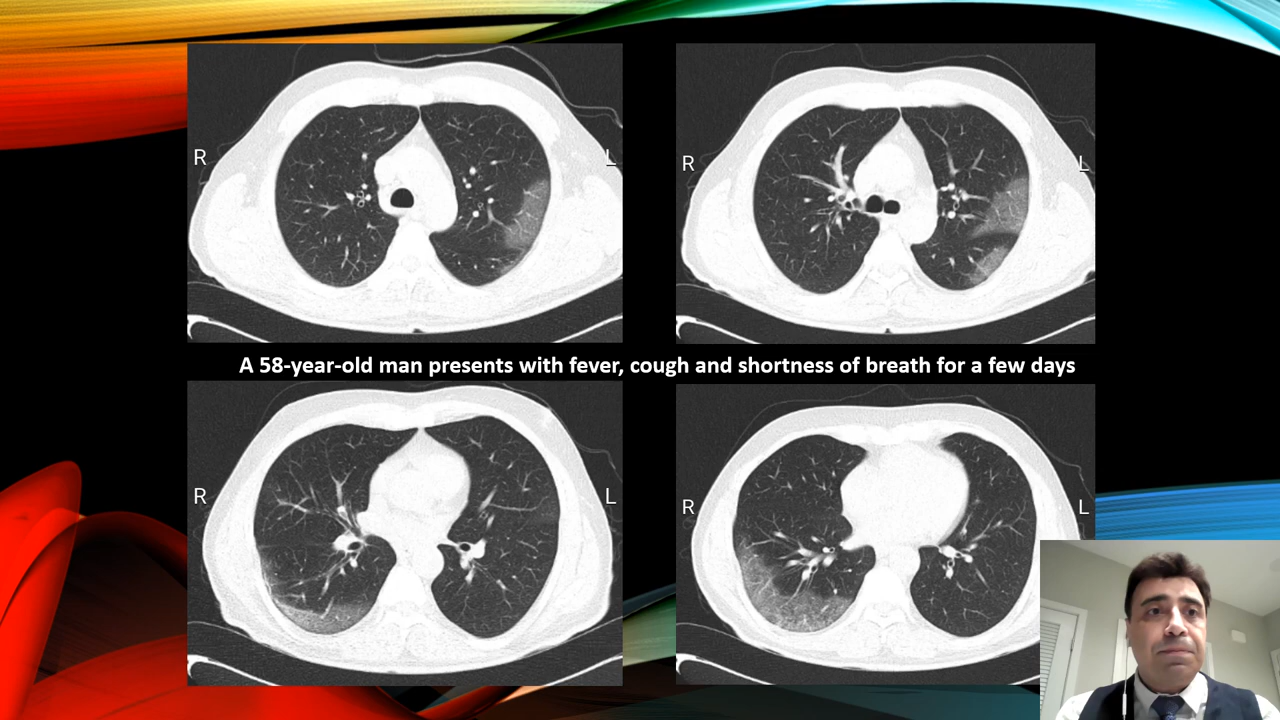 R
L
R
L
A 58-year-old man presents with fever, cough and shortness of breath for a few days
R
L
R
L